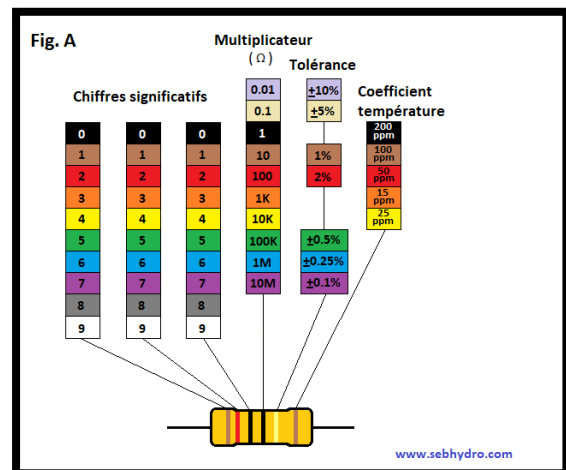 Fig. A
Multiplicateur
( Ω )
Tolérance
Chiffres significatifs
Coefficient
température
0 0 0 1
1 1 1 10 1%
2 2 2 100 2%
3 3 3 1K
4 4 4 10K
5 5 5 100K ±0.5%
6 6 6 1M ±0.25%
7 7 7 10M ±0.1%
8 8 8
9 9 9
0.01 ±10%
0.1 ±5%
200
ppm
100
ppm
50
ppm
15
ppm
25
ppm
www.sebhydro.com